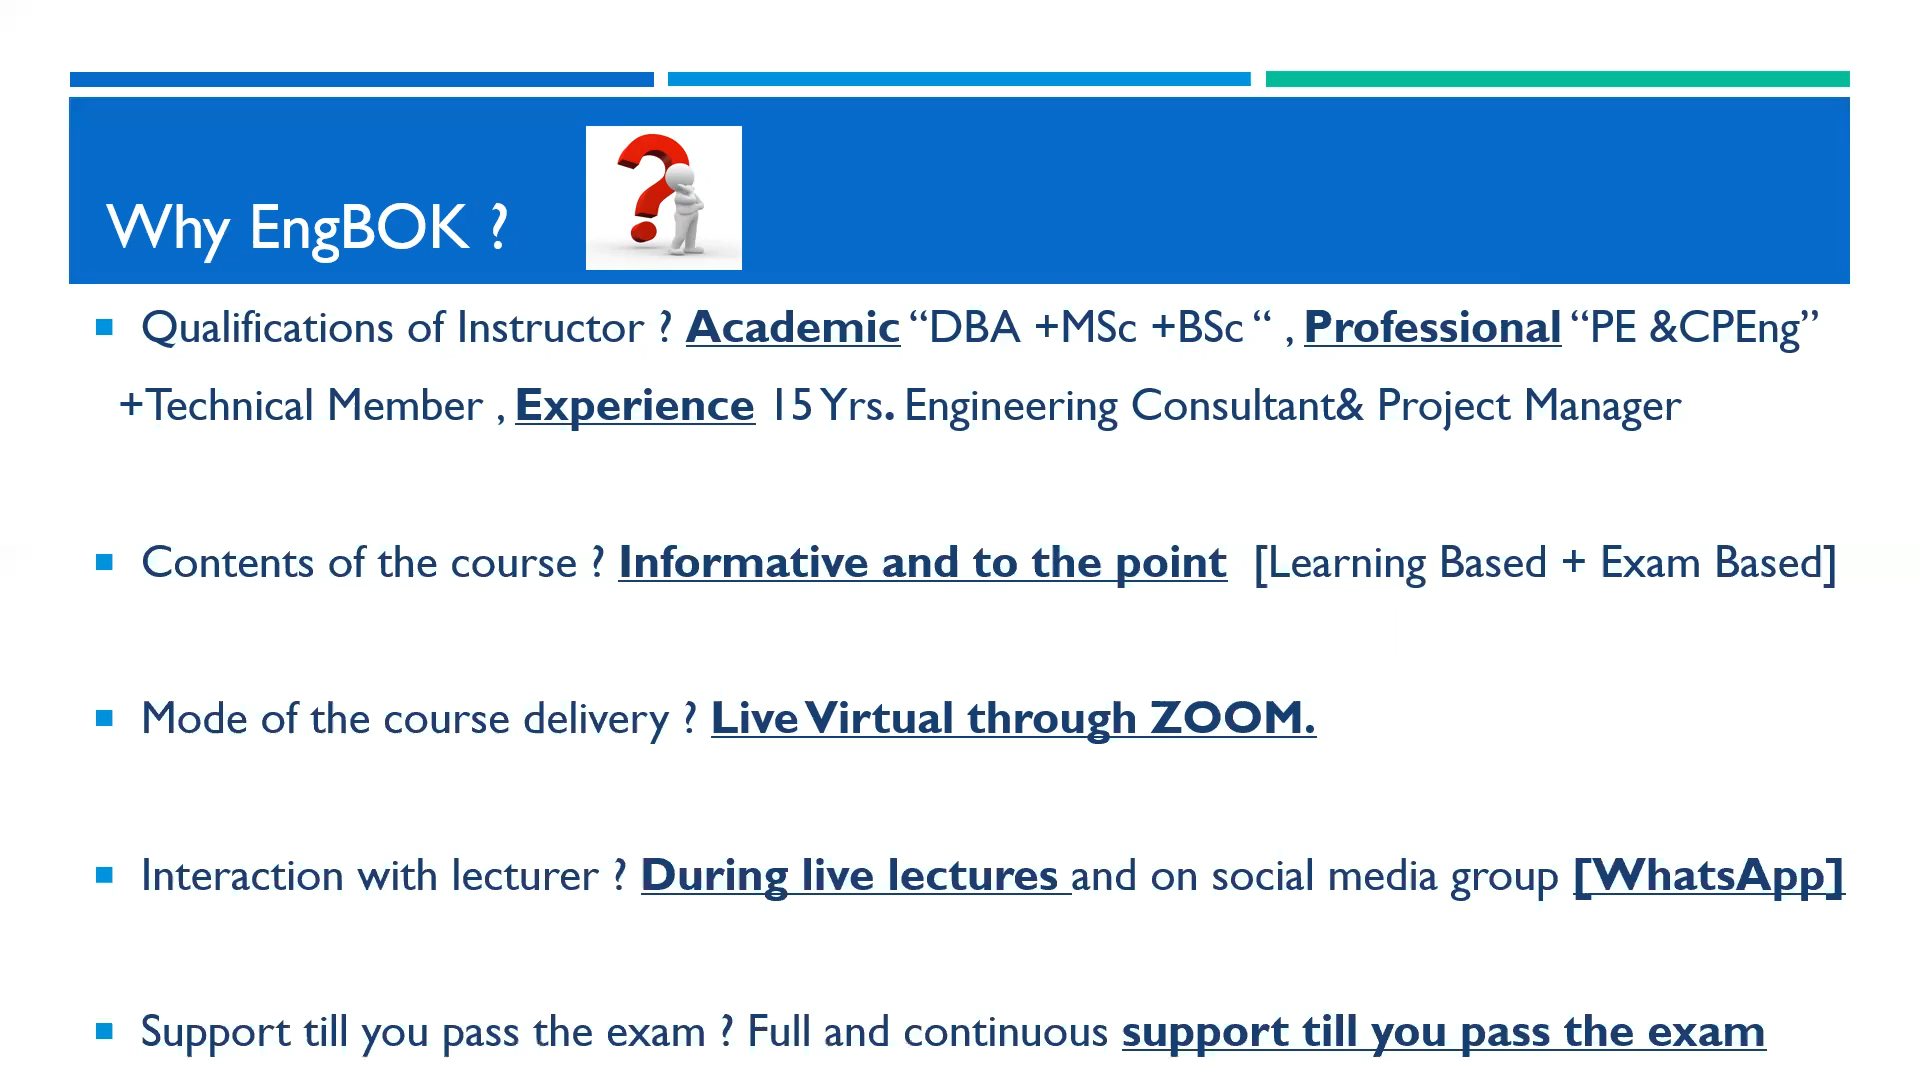 Why EngBOK ?
Qualifications of Instructor ? Academic “DBA +MSc +BSc “ , Professional “PE &CPEng”
+Technical Member , Experience 15 Yrs. Engineering Consultant& Project Manager
Contents of the course ? Informative and to the point [Learning Based + Exam Based]
Mode of the course delivery ? Live Virtual through ZOOM.
Interaction with lecturer ? During live lectures and on social media group [WhatsApp]
Support till you pass the exam ? Full and continuous support till you pass the exam